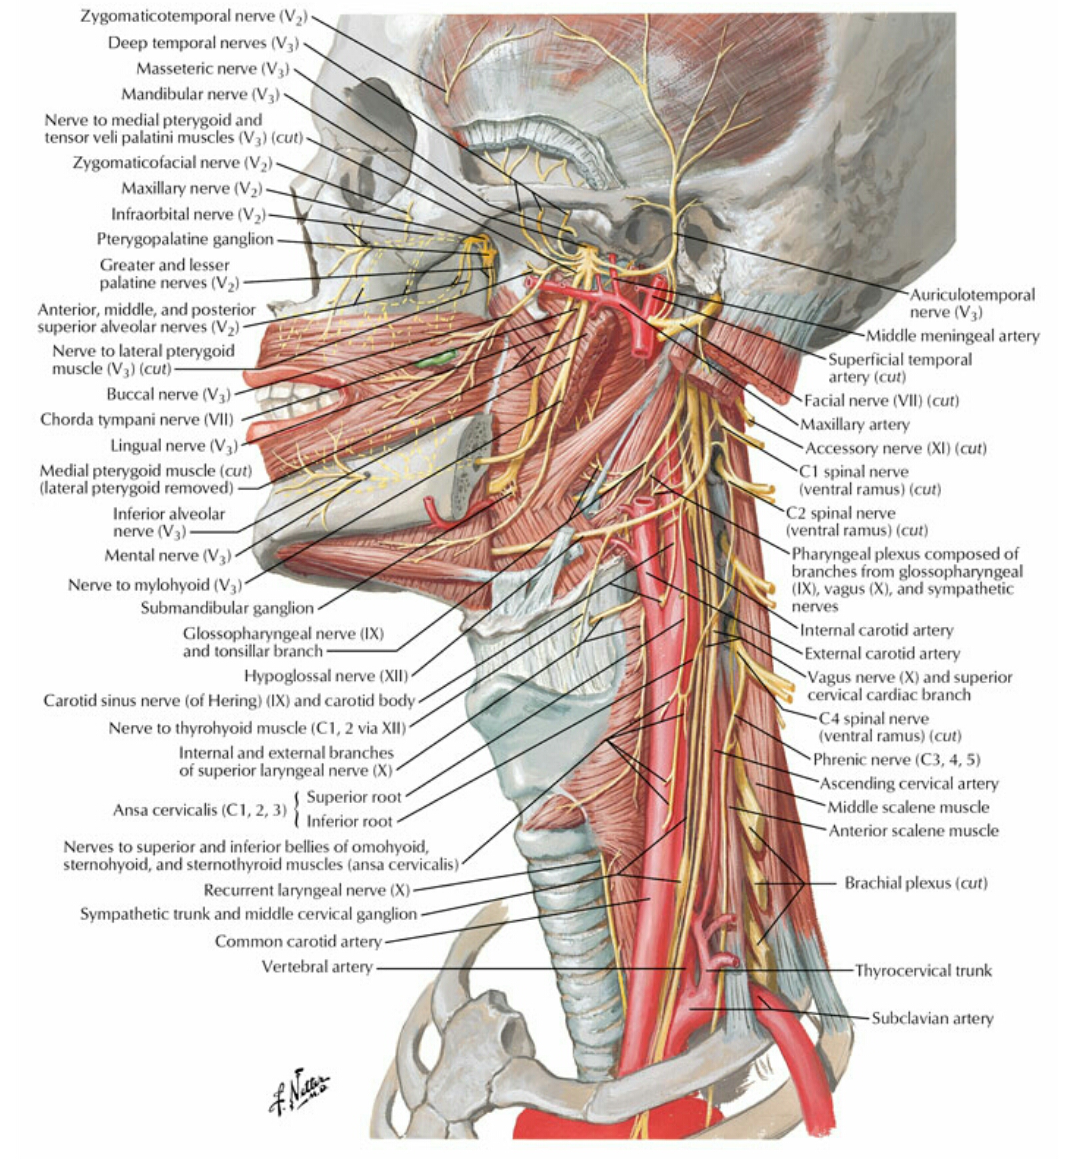 Zygomaticotemporal nerve (V2)
Deep temporal nerves (V3)
Masseteric nerve (V3)
Mandibular nerve (V3)
Nerve to medial pterygoid and
tensor veli palatini muscles (V3) (cut)
Zygomaticofacial nerve (V2)
Maxillary nerve (V2)
Infraorbital nerve (V2)
Pterygopalatine ganglion
Greater and lesser
palatine nerves (V2)
Anterior, middle, and posterior
superior alveolar nerves (V2)
Nerve to lateral pterygoid
muscle (V3) (cut)
Buccal nerve (V3)
Chorda tympani nerve (VII)
Lingual nerve (V3)
Medial pterygoid muscle (cut)
(lateral pterygoid removed)
Inferior alveolar
nerve (V3)
Mental nerve (V3)
Nerve to mylohyoid (V3)
Submandibular ganglion
Glossopharyngeal nerve (IX)
and tonsillar branch
Hypoglossal nerve (XII)
Carotid sinus nerve (of Hering) (IX) and carotid body
Nerve to thyrohyoid muscle (C1, 2 via XII)
Internal and external branches
of superior laryngeal nerve (X)
Ansa cervicalis (C1, 2, 3)
Superior root
Inferior root
Nerves to superior and inferior bellies of omohyoid,
sternohyoid, and sternothyroid muscles (ansa cervicalis)
Recurrent laryngeal nerve (X)
Sympathetic trunk and middle cervical ganglion
Common carotid artery
Vertebral artery
Auriculotemporal
nerve (V3)
Middle meningeal artery
Superficial temporal
artery (cut)
Facial nerve (VII) (cut)
Maxillary artery
Accessory nerve (XI) (cut)
C1 spinal nerve
(ventral ramus) (cut)
C2 spinal nerve
(ventral ramus) (cut)
Pharyngeal plexus composed of
branches from glossopharyngeal
(IX), vagus (X), and sympathetic
nerves
Internal carotid artery
External carotid artery
Vagus nerve (X) and superior
cervical cardiac branch
C4 spinal nerve
(ventral ramus) (cut)
Phrenic nerve (C3, 4, 5)
Ascending cervical artery
Middle scalene muscle
Anterior scalene muscle
Brachial plexus (cut)
Thyrocervical trunk
Subclavian artery
F. Netter
M.D.